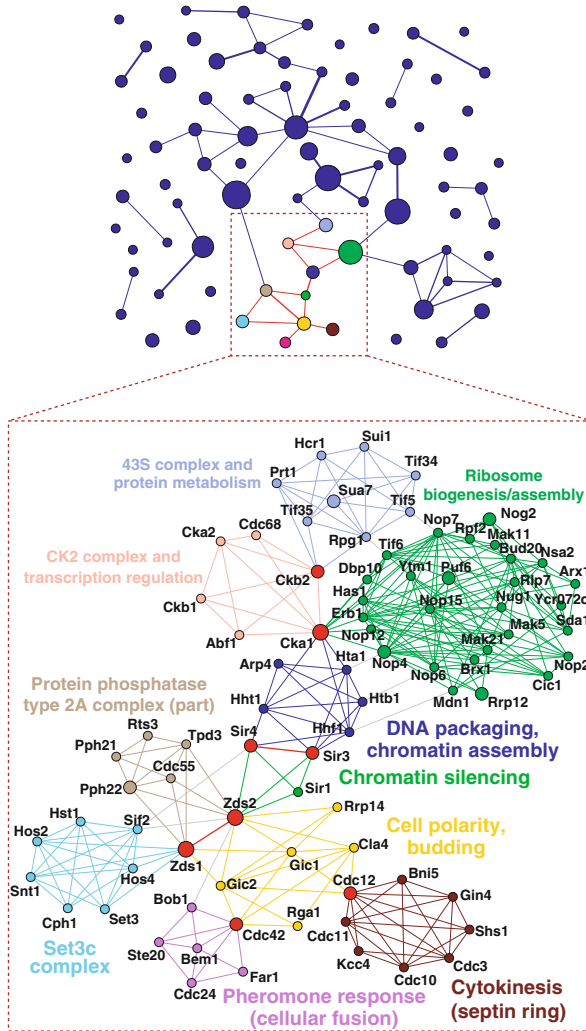 Sui1
Hcr1
43S complex and
protein metabolism
Prt1
Tif34
Ribosome
biogenesis/assembly
Sua7
Tif5
Nop7
Nog2
Tif35
Rpf2
Mak11
Cka2
Cdc68
Rpg1
Tif6
Bud20
Nsa2
CK2 complex and
transcription regulation
Dbp10
Ytm1
Puf6
Arx1
Ckb2
Has1
Rlp7
Nug1
Ycr072c
Ckb1
Erb1
Nop15
Mak5
Sda1
Abf1
Cka1
Nop12
Mak21
Arp4
Hta1
Nop4
Nop6
Brx1
Nop2
Cic1
Protein phosphatase
type 2A complex (part)
Hht1
Htb1
Mdn1
Rrp12
Rts3
Hhf1
DNA packaging,
chromatin assembly
Pph21
Tpd3
Sir4
Sir3
Cdc55
Chromatin silencing
Pph22
Sir1
Zds2
Rrp14
Hst1
Sif2
Cell polarity,
budding
Hos2
Cla4
Zds1
Gic1
Snt1
Hos4
Gic2
Cdc12
Bni5
Gin4
Cph1
Set3
Bob1
Rga1
Set3c
complex
Cdc42
Cdc11
Shs1
Ste20
Bem1
Kcc4
Cdc3
Far1
Cdc10
Cdc24
Pheromone response
(cellular fusion)
Cytokinesis
(septin ring)